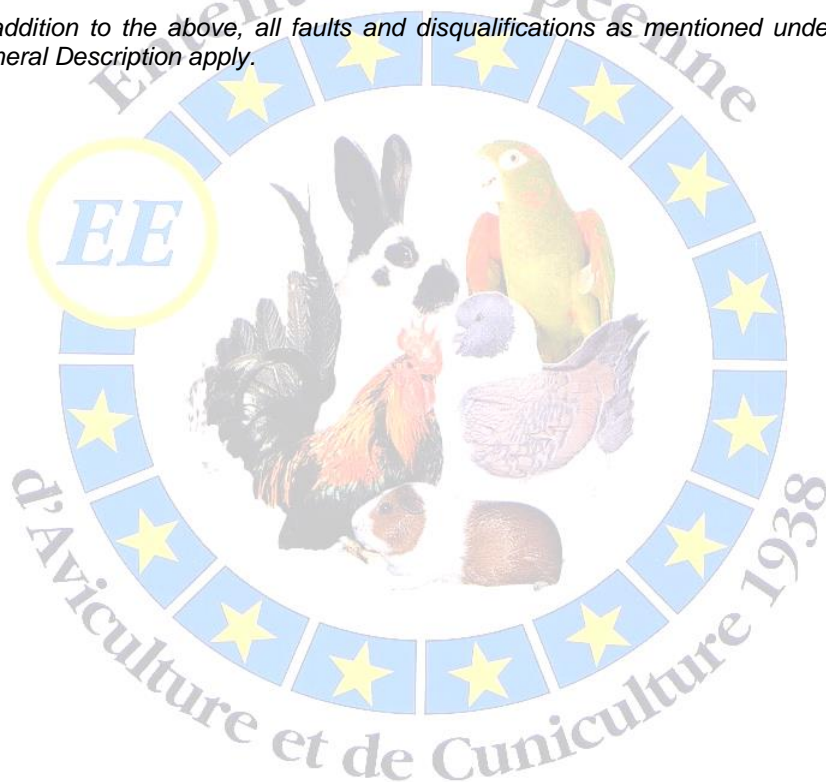 addition to the above, all faults and disqualifications as mentioned unde
neral Description apply.
EE
d'Aviculture et de Cuniculture 1938